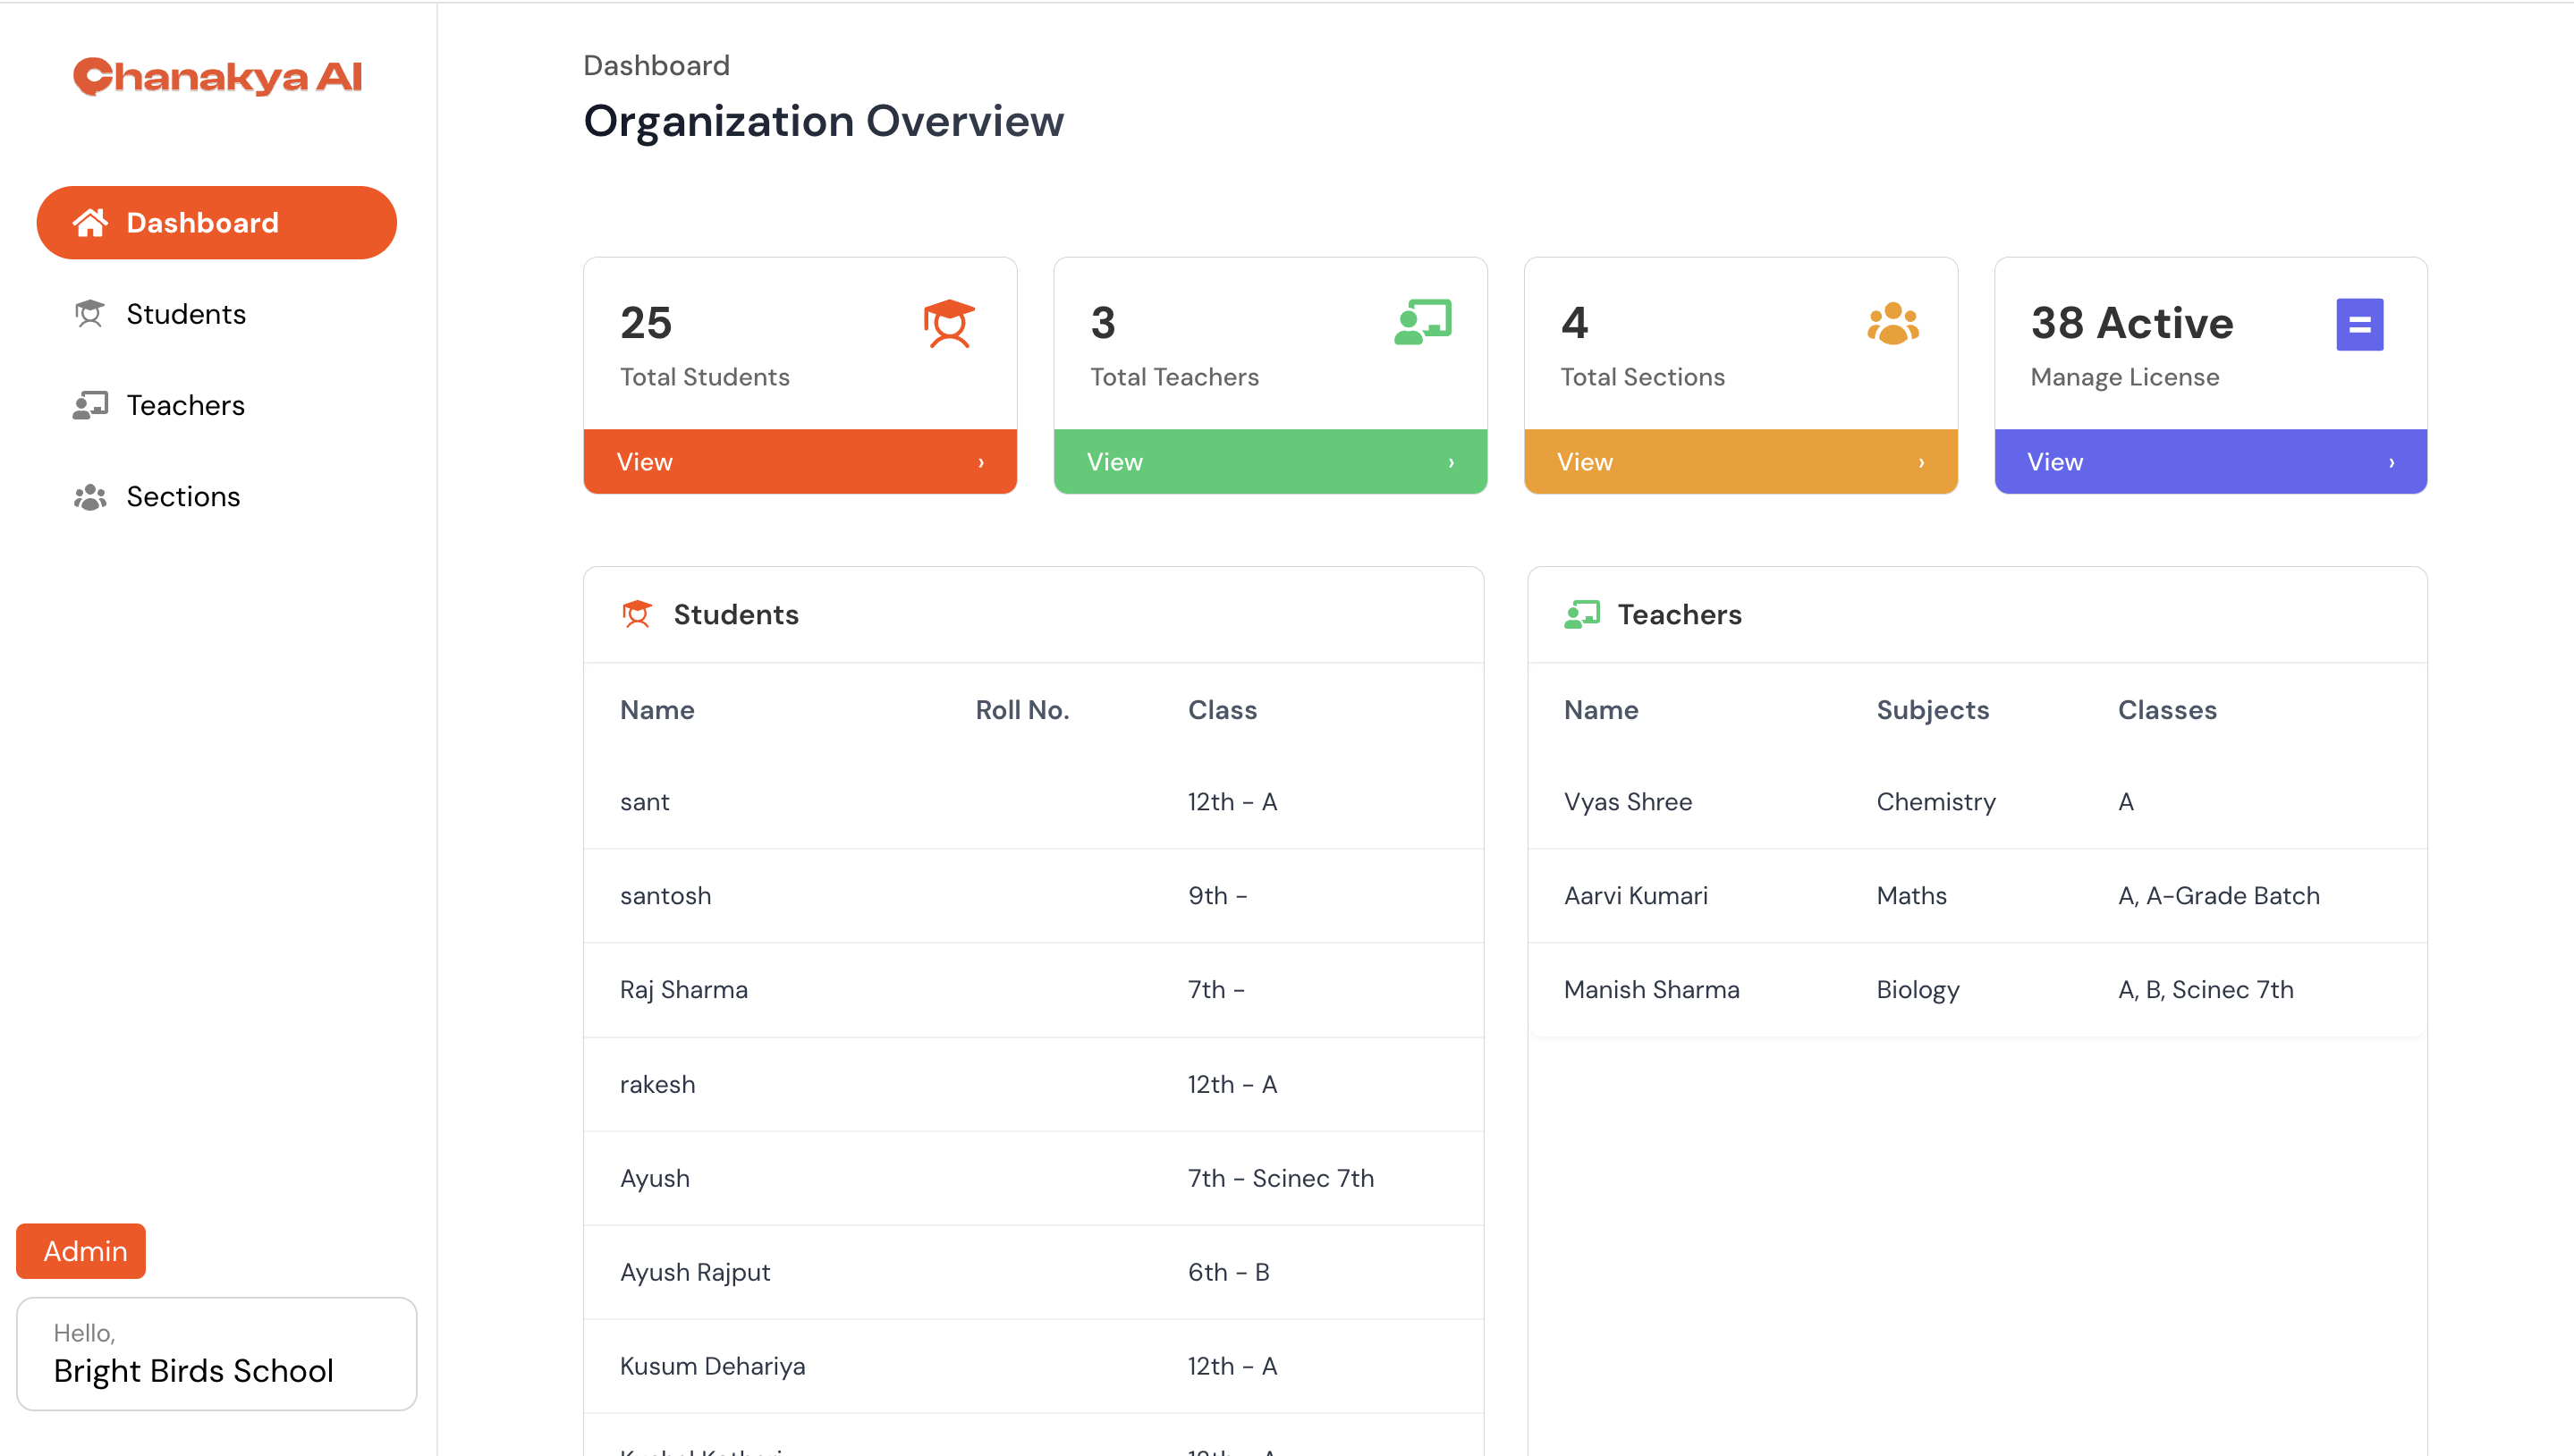 Chanakya AI
Dashboard
Students
Teachers
Sections
Admin
Hello,
Bright Birds School
Dashboard
Organization Overview
25
Total Students
View
3
Total Teachers
View
4
Total Sections
View
38 Active
Manage License
View
Students
Name Roll No. Class
sant 12th - A
santosh 9th -
Raj Sharma 7th -
rakesh 12th - A
Ayush 7th - Scinec 7th
Ayush Rajput 6th - B
Kusum Dehariya 12th - A
Teachers
Name Subjects Classes
Vyas Shree Chemistry A
Aarvi Kumari Maths A, A-Grade Batch
Manish Sharma Biology A, B, Scinec 7th